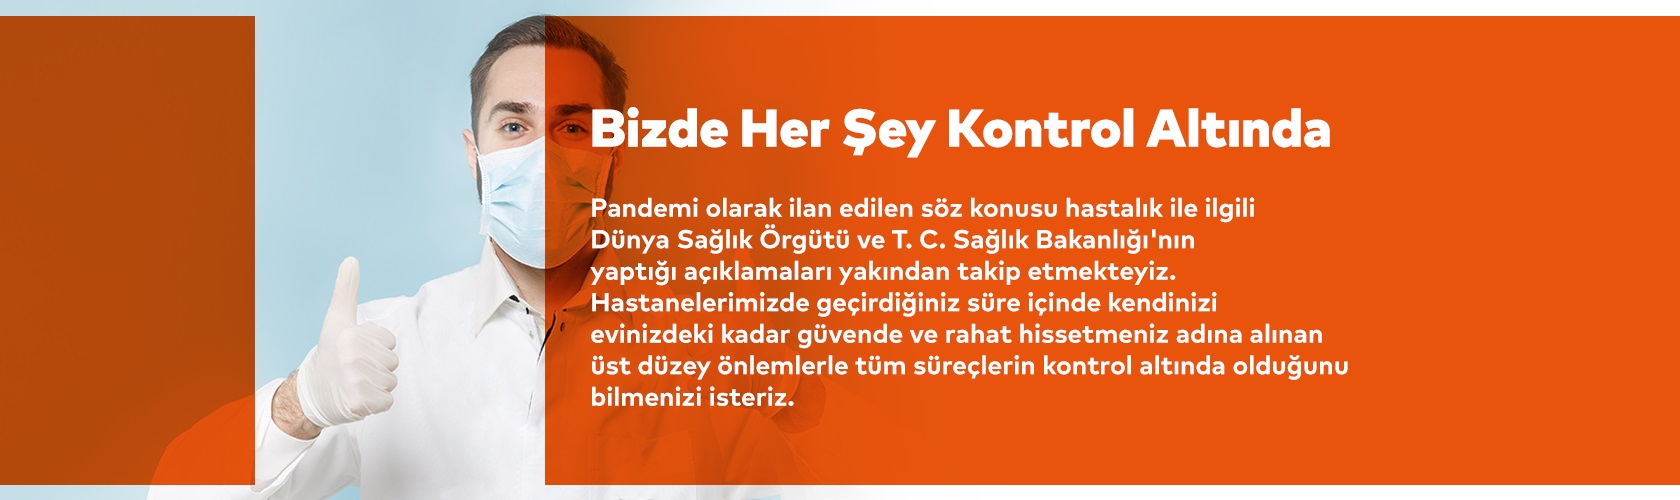 Bizde Her Şey Kontrol Altında
Pandemi olarak ilan edilen söz konusu hastalık ile ilgili
Dünya Sağlık Örgütü ve T. C. Sağlık Bakanlığı'nın
yaptığı açıklamaları yakından takip etmekteyiz.
Hastanelerimizde geçirdiğiniz süre içinde kendinizi
evinizdeki kadar güvende ve rahat hissetmeniz adına alınan
üst düzey önlemlerle tüm süreçlerin kontrol altında olduğunu
bilmenizi isteriz.